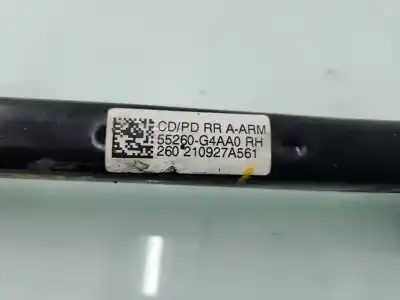 CD/PD RR A-ARM
55260-G4AA0 RH
260 210927A561